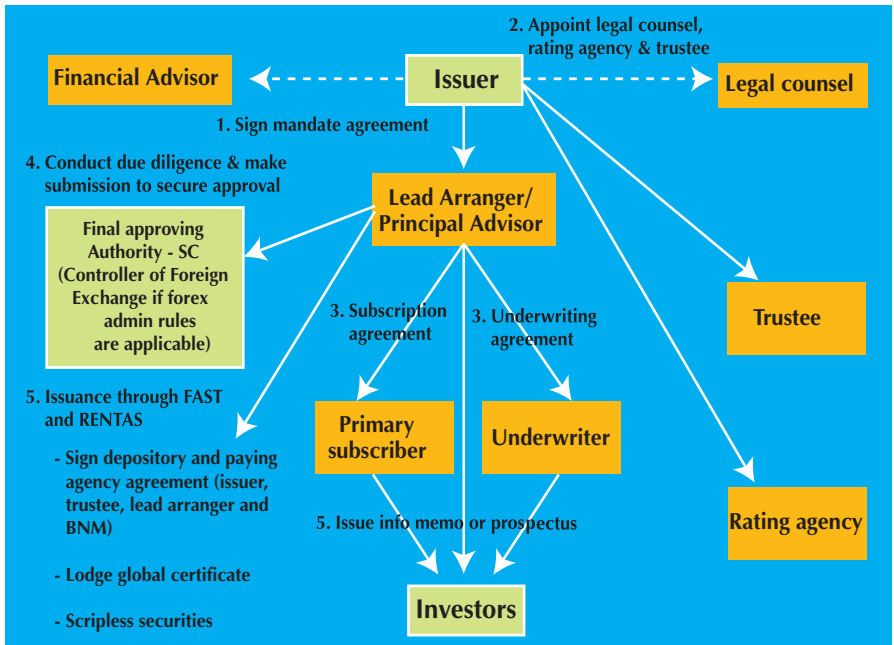 2. Appoint legal counsel,
rating agency & trustee
Financial Advisor
Issuer
Legal counsel
1. Sign mandate agreement
4. Conduct due diligence & make
submission to secure approval
Lead Arranger/
Principal Advisor
Final approving
Authority - SC
(Controller of Foreign
Exchange if forex
admin rules
are applicable)
3. Subscription
agreement
3. Underwriting
agreement
Trustee
5. Issuance through FAST
and RENTAS
- Sign depository and paying
agency agreement (issuer,
trustee, lead arranger and
BNM)
- Lodge global certificate
- Scripless securities
Primary
subscriber
Underwriter
5. Issue info memo or prospectus
Rating agency
Investors